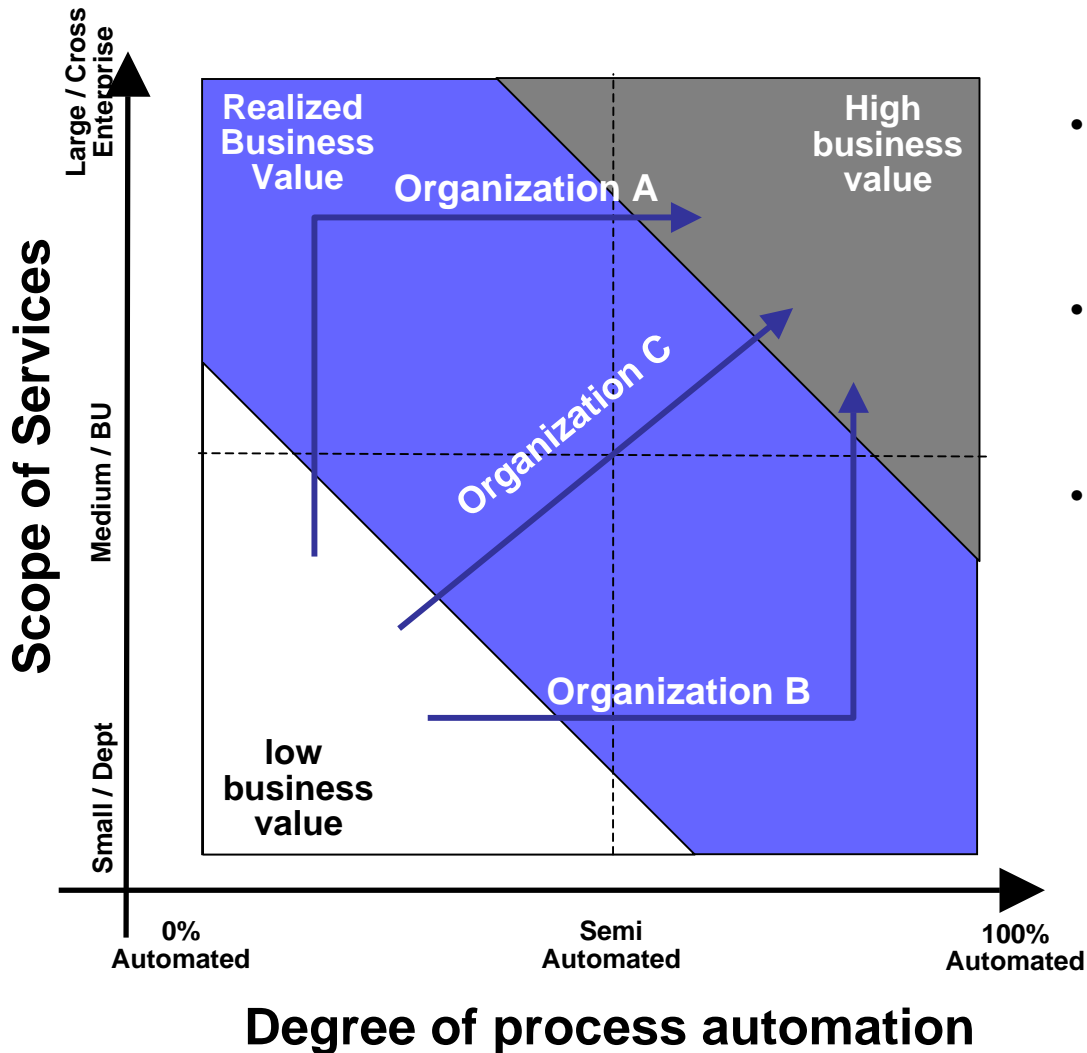 Large / Cross
Enterprise
Realized
Business
Value
High
business
value
Organization A
Scope of Services
Medium / BU
Organization C
Organization B
Small / Dept
low
business
value
0%
Automated
Semi
Automated
100%
Automated
Degree of process automation
•
•
•